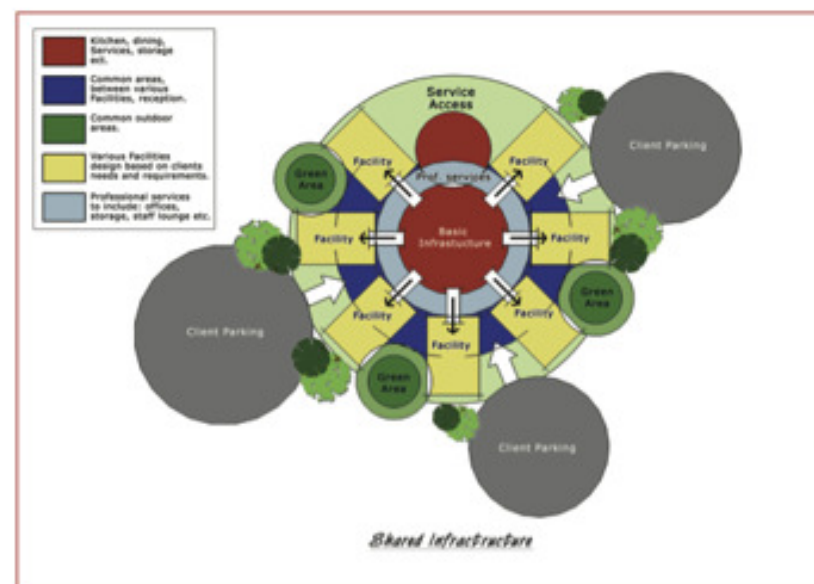 Kitchen, dining,
Services, storage
ect.
Common areas,
between various
Facilities, reception.
Common outdoor
areas.
Various Facilities
design based on clients
needs and requirements.
Professional services
to include: offices,
storage, staff lounge etc.
Service
Access
Facility
Facility
Client Parking
Green
Area
Prof. services
Facility
Basic
Infrastucture
Facility
Green
Area
Client Parking
Facility
Facility
Facility
Green
Area
Client Parking
Shared Infractructure